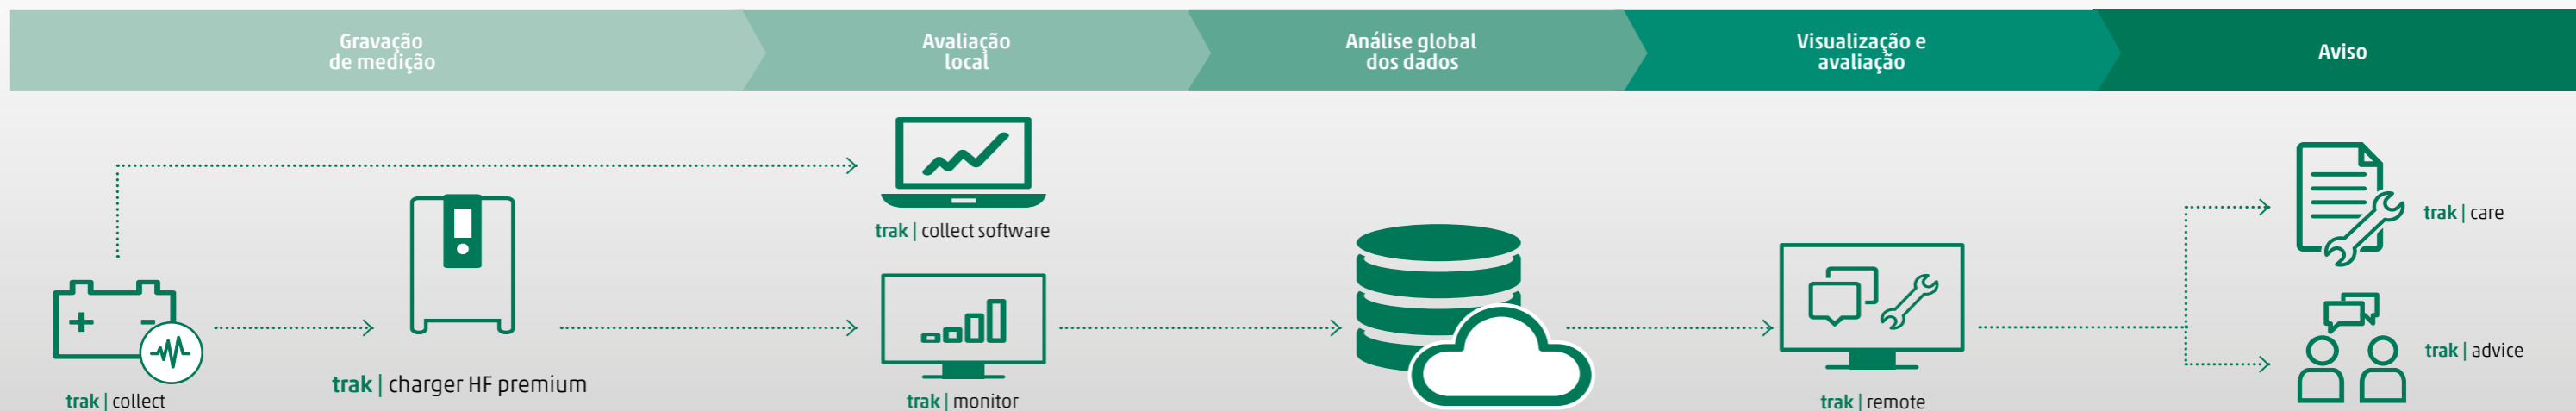 Gravação
de medição
Avaliação
local
Análise global
dos dados
Visualização e
avaliação
Aviso
trak | collect software
trak | care
trak | charger HF premium
trak | advice
trak | collect
trak | monitor
trak | remote